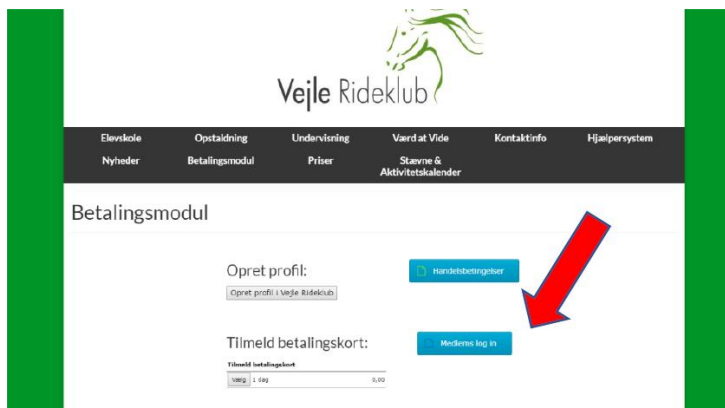 Vejle Rideklub
Elevskole Opstaldning Undervisning Værd at Vide Kontaktinfo Hjælpersystem
Nyheder Betalingsmodul Priser Stævne &
Aktivitetskalender
Betalingsmodul
Opret profil:
Handelsbetingelser
Opret profil i Vejle Rideklub
Tilmeld betalingskort:
Medlems log in
Tilmeld betalingskort
Vælg 1 dag 0,00